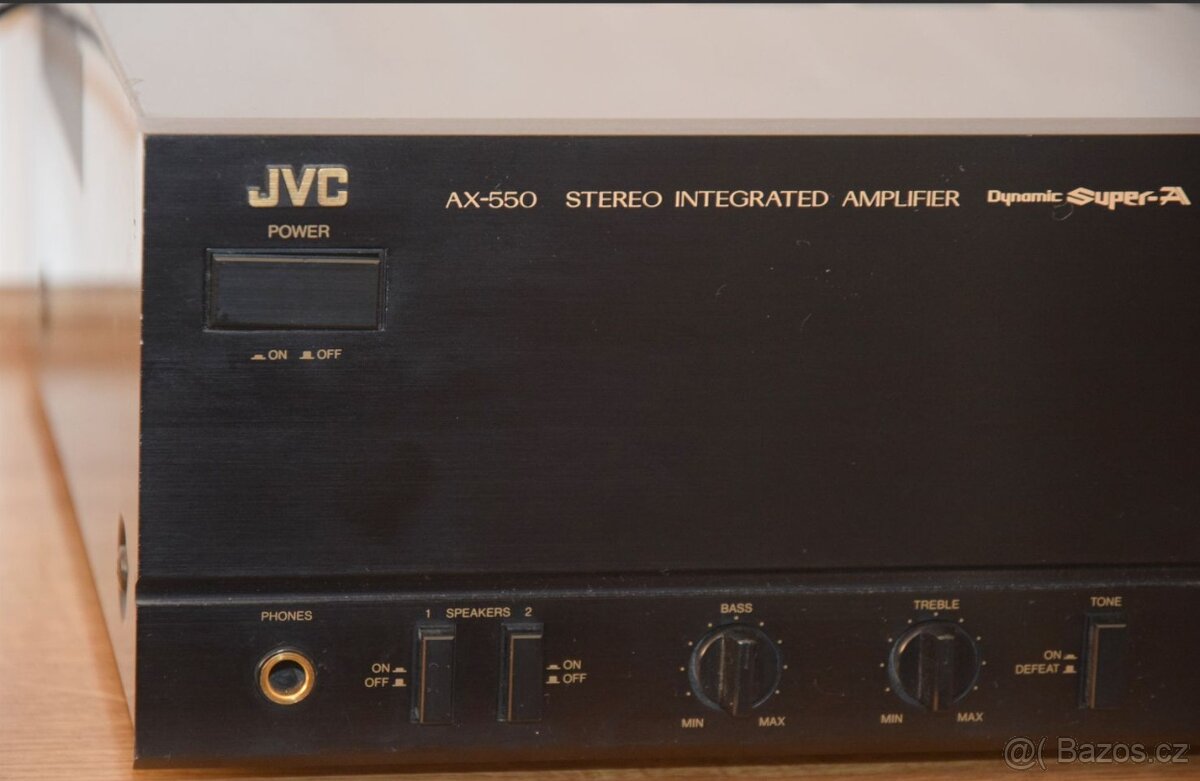 JVC
AX-550 STEREO INTEGRATED AMPLIFIER Dynamic Super-A
POWER
ON OFF
PHONES
1 SPEAKERS 2
ON
OFF
ON
OFF
BASS
MIN MAX
TREBLE
MIN MAX
TONE
ON
DEFEAT
@( Bazos.cz